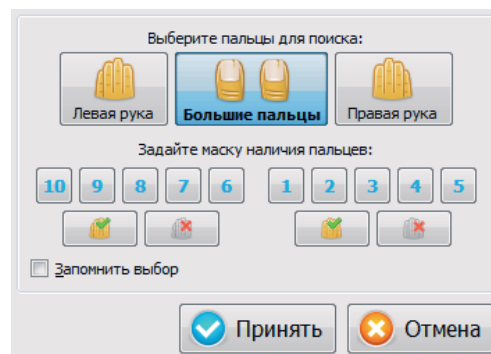 Выберите пальцы для поиска:
Левая рука Большие пальцы Правая рука
Задайте маску наличия пальцев:
10 9 8 7 6 1 2 3 4 5
Запомнить выбор
Принять Отмена